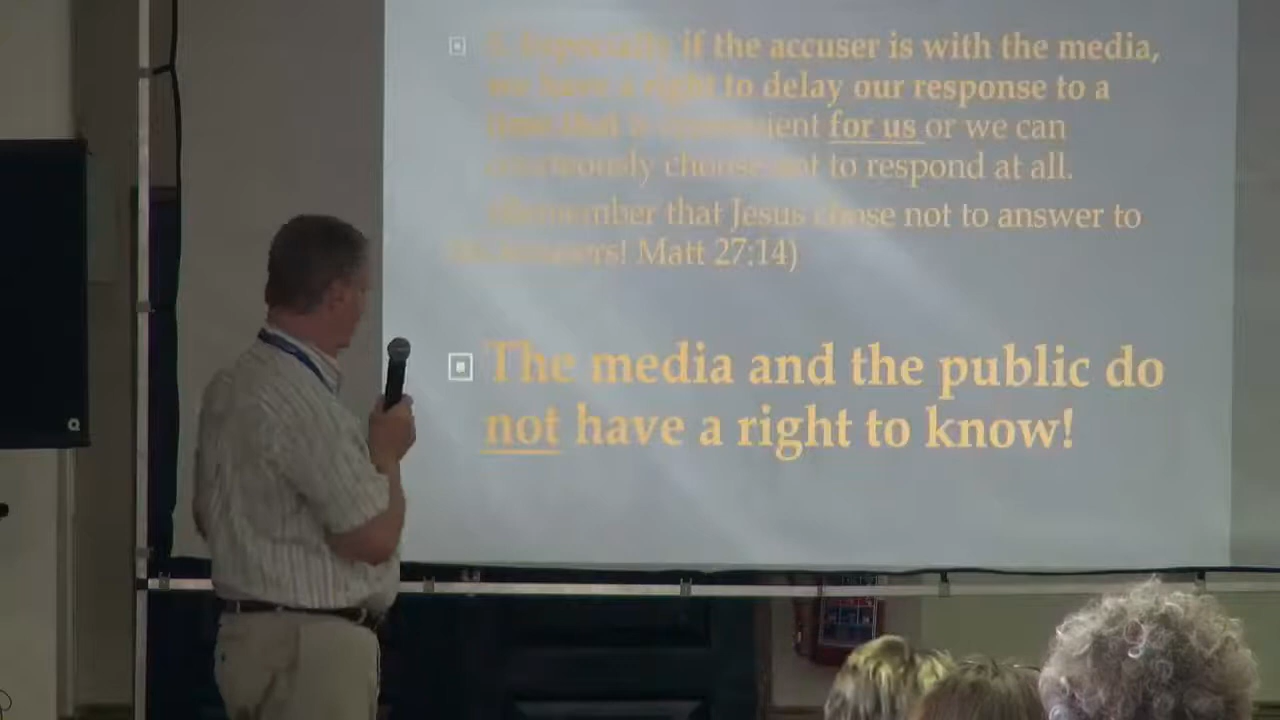 Especially if the accuser is with the media,
we have a right to delay our response to a
time that is convenient for us or we can
courteously choose not to respond at all.
(Remember that Jesus chose not to answer to
his accusers! Matt 27:14)
The media and the public do
not have a right to know!